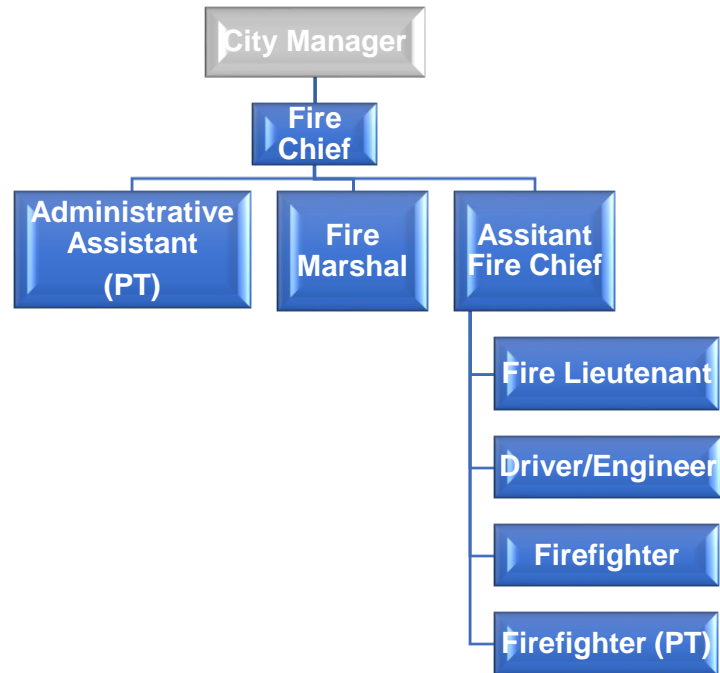 City Manager
Fire
Chief
Administrative
Assistant
(PT)
Fire
Marshal
Assitant
Fire Chief
Fire Lieutenant
Driver/Engineer
Firefighter
Firefighter (PT)